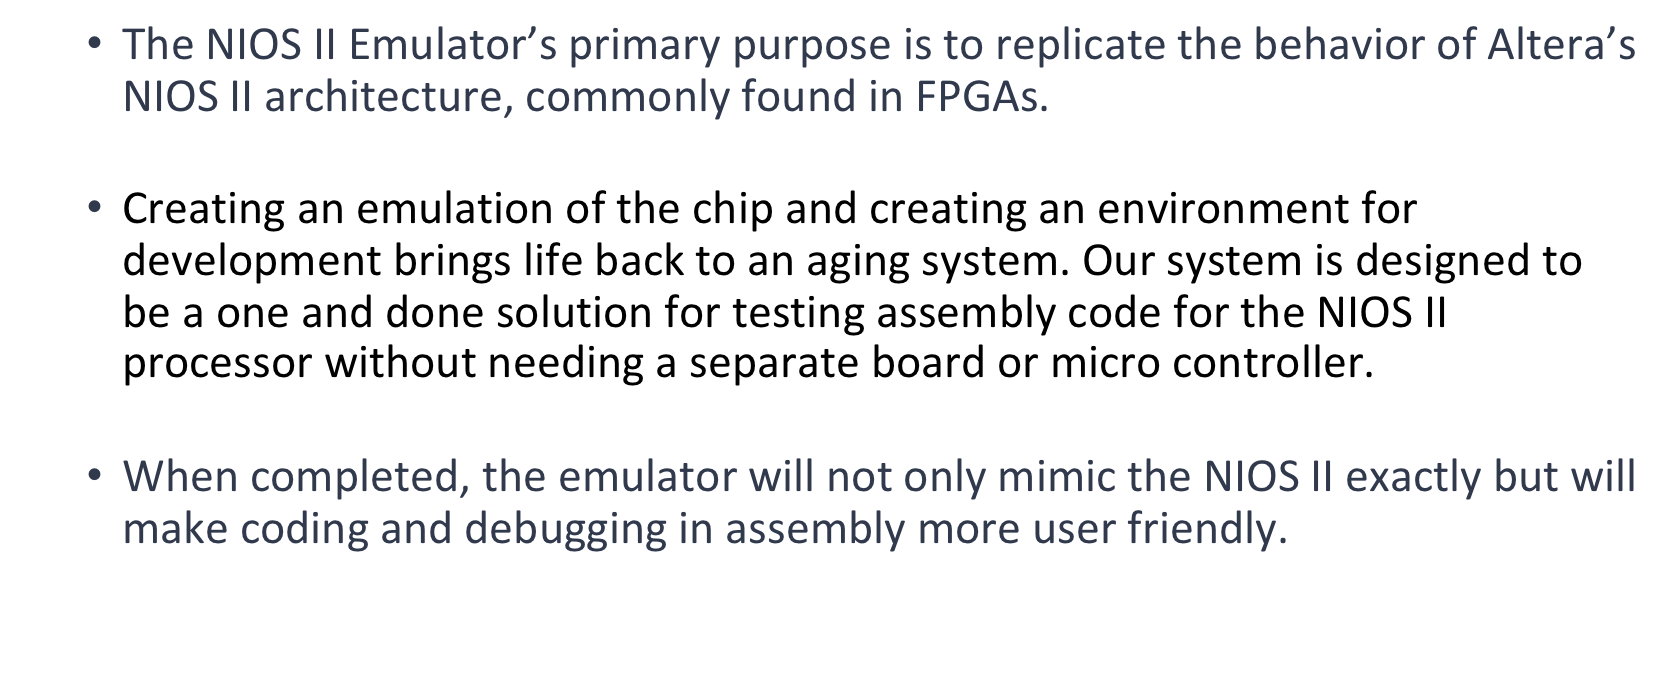 • The NIOS II Emulator’s primary purpose is to replicate the behavior of Altera’s
NIOS II architecture, commonly found in FPGAs.
• Creating an emulation of the chip and creating an environment for
development brings life back to an aging system. Our system is designed to
be a one and done solution for testing assembly code for the NIOS II
processor without needing a separate board or micro controller.
• When completed, the emulator will not only mimic the NIOS II exactly but will
make coding and debugging in assembly more user friendly.